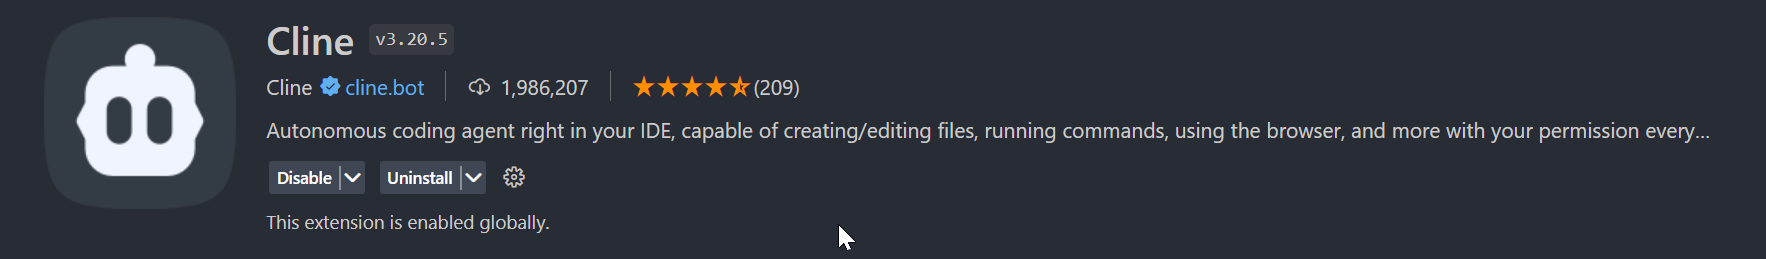 Cline v3.20.5
Cline cline.bot 1,986,207 (209)
Autonomous coding agent right in your IDE, capable of creating/editing files, running commands, using the browser, and more with your permission every...
Disable Uninstall
This extension is enabled globally.